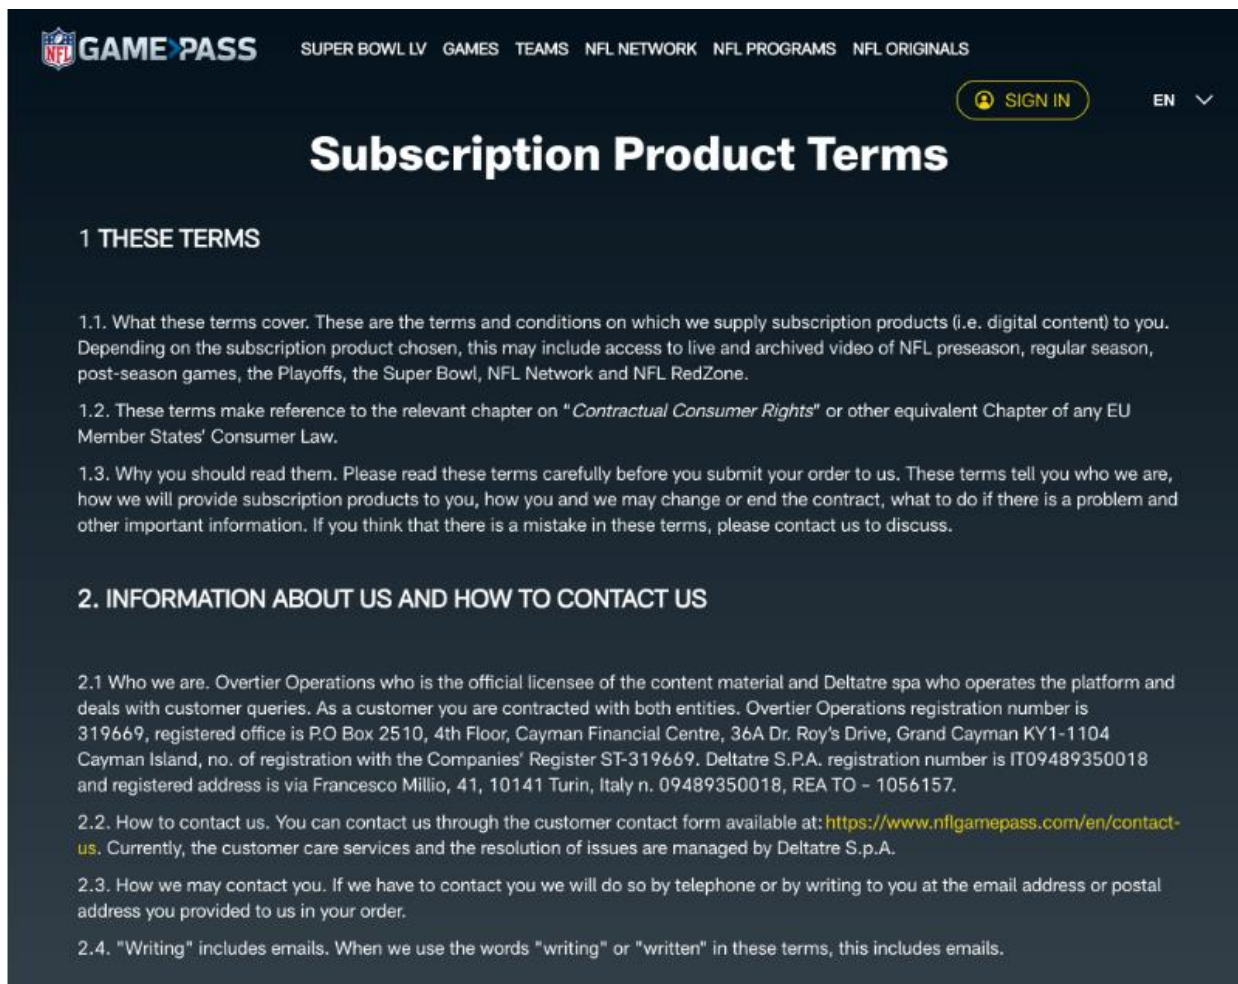 NFL GAME PASS SUPER BOWL LV GAMES TEAMS NFL NETWORK NFL PROGRAMS NFL ORIGINALS
SIGN IN EN
Subscription Product Terms
1 THESE TERMS
1.1. What these terms cover. These are the terms and conditions on which we supply subscription products (i.e. digital content) to you.
Depending on the subscription product chosen, this may include access to live and archived video of NFL preseason, regular season,
post-season games, the Playoffs, the Super Bowl, NFL Network and NFL RedZone.
1.2. These terms make reference to the relevant chapter on "Contractual Consumer Rights" or other equivalent Chapter of any EU
Member States' Consumer Law.
1.3. Why you should read them. Please read these terms carefully before you submit your order to us. These terms tell you who we are,
how we will provide subscription products to you, how you and we may change or end the contract, what to do if there is a problem and
other important information. If you think that there is a mistake in these terms, please contact us to discuss.
2. INFORMATION ABOUT US AND HOW TO CONTACT US
2.1 Who we are. Overtier Operations who is the official licensee of the content material and Deltatre spa who operates the platform and
deals with customer queries. As a customer you are contracted with both entities. Overtier Operations registration number is
319669, registered office is P.O Box 2510, 4th Floor, Cayman Financial Centre, 36A Dr. Roy's Drive, Grand Cayman KY1-1104
Cayman Island, no. of registration with the Companies' Register ST-319669. Deltatre S.P.A. registration number is IT09489350018
and registered address is via Francesco Millio, 41, 10141 Turin, Italy n. 09489350018, REA TO - 1056157.
2.2. How to contact us. You can contact us through the customer contact form available at: https://www.nflgamepass.com/en/contact-
us. Currently, the customer care services and the resolution of issues are managed by Deltatre S.p.A.
2.3. How we may contact you. If we have to contact you we will do so by telephone or by writing to you at the email address or postal
address you provided to us in your order.
2.4. "Writing" includes emails. When we use the words "writing" or "written" in these terms, this includes emails.